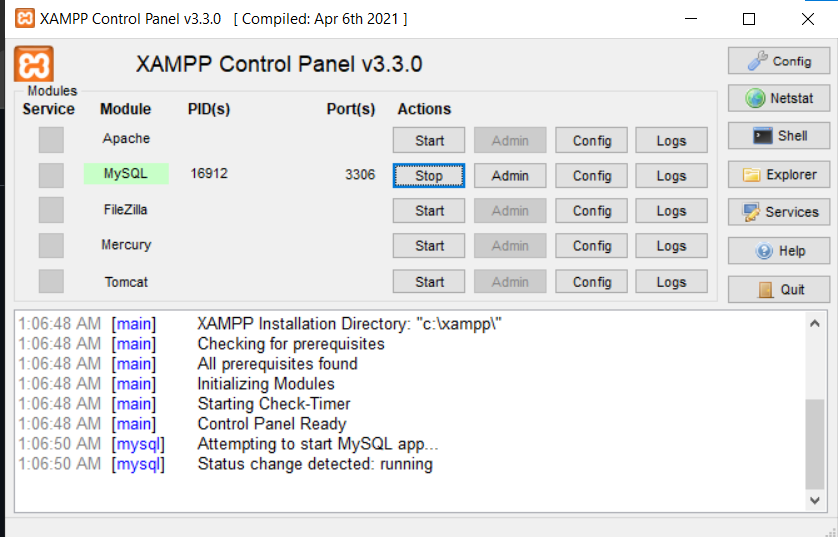 XAMPP Control Panel v3.3.0 [ Compiled: Apr 6th 2021 ]
XAMPP Control Panel v3.3.0
Config
Modules
Service Module PID(s) Port(s) Actions
Netstat
Apache Start Admin Config Logs
Shell
MySQL 16912 3306 Stop Admin Config Logs
Explorer
FileZilla Start Admin Config Logs
Services
Mercury Start Admin Config Logs
Help
Tomcat Start Admin Config Logs
Quit
1:06:48 AM [main] XAMPP Installation Directory: "c:\xampp\"
1:06:48 AM [main] Checking for prerequisites
1:06:48 AM [main] All prerequisites found
1:06:48 AM [main] Initializing Modules
1:06:48 AM [main] Starting Check-Timer
1:06:48 AM [main] Control Panel Ready
1:06:50 AM [mysql] Attempting to start MySQL app...
1:06:50 AM [mysql] Status change detected: running